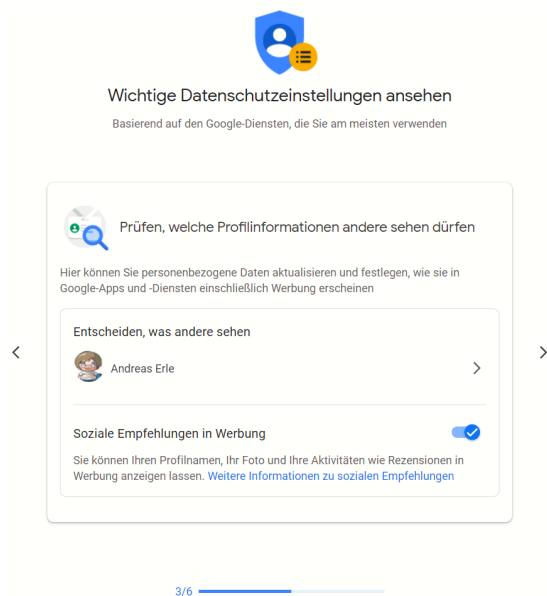 Wichtige Datenschutzeinstellungen ansehen
Basierend auf den Google-Diensten, die Sie am meisten verwenden
Prüfen, welche Profilinformationen andere sehen dürfen
Hier können Sie personenbezogene Daten aktualisieren und festlegen, wie sie in
Google-Apps und -Diensten einschließlich Werbung erscheinen
Entscheiden, was andere sehen
Andreas Erle
Soziale Empfehlungen in Werbung
Sie können Ihren Profilnamen, Ihr Foto und Ihre Aktivitäten wie Rezensionen in
Werbung anzeigen lassen. Weitere Informationen zu sozialen Empfehlungen
3/6